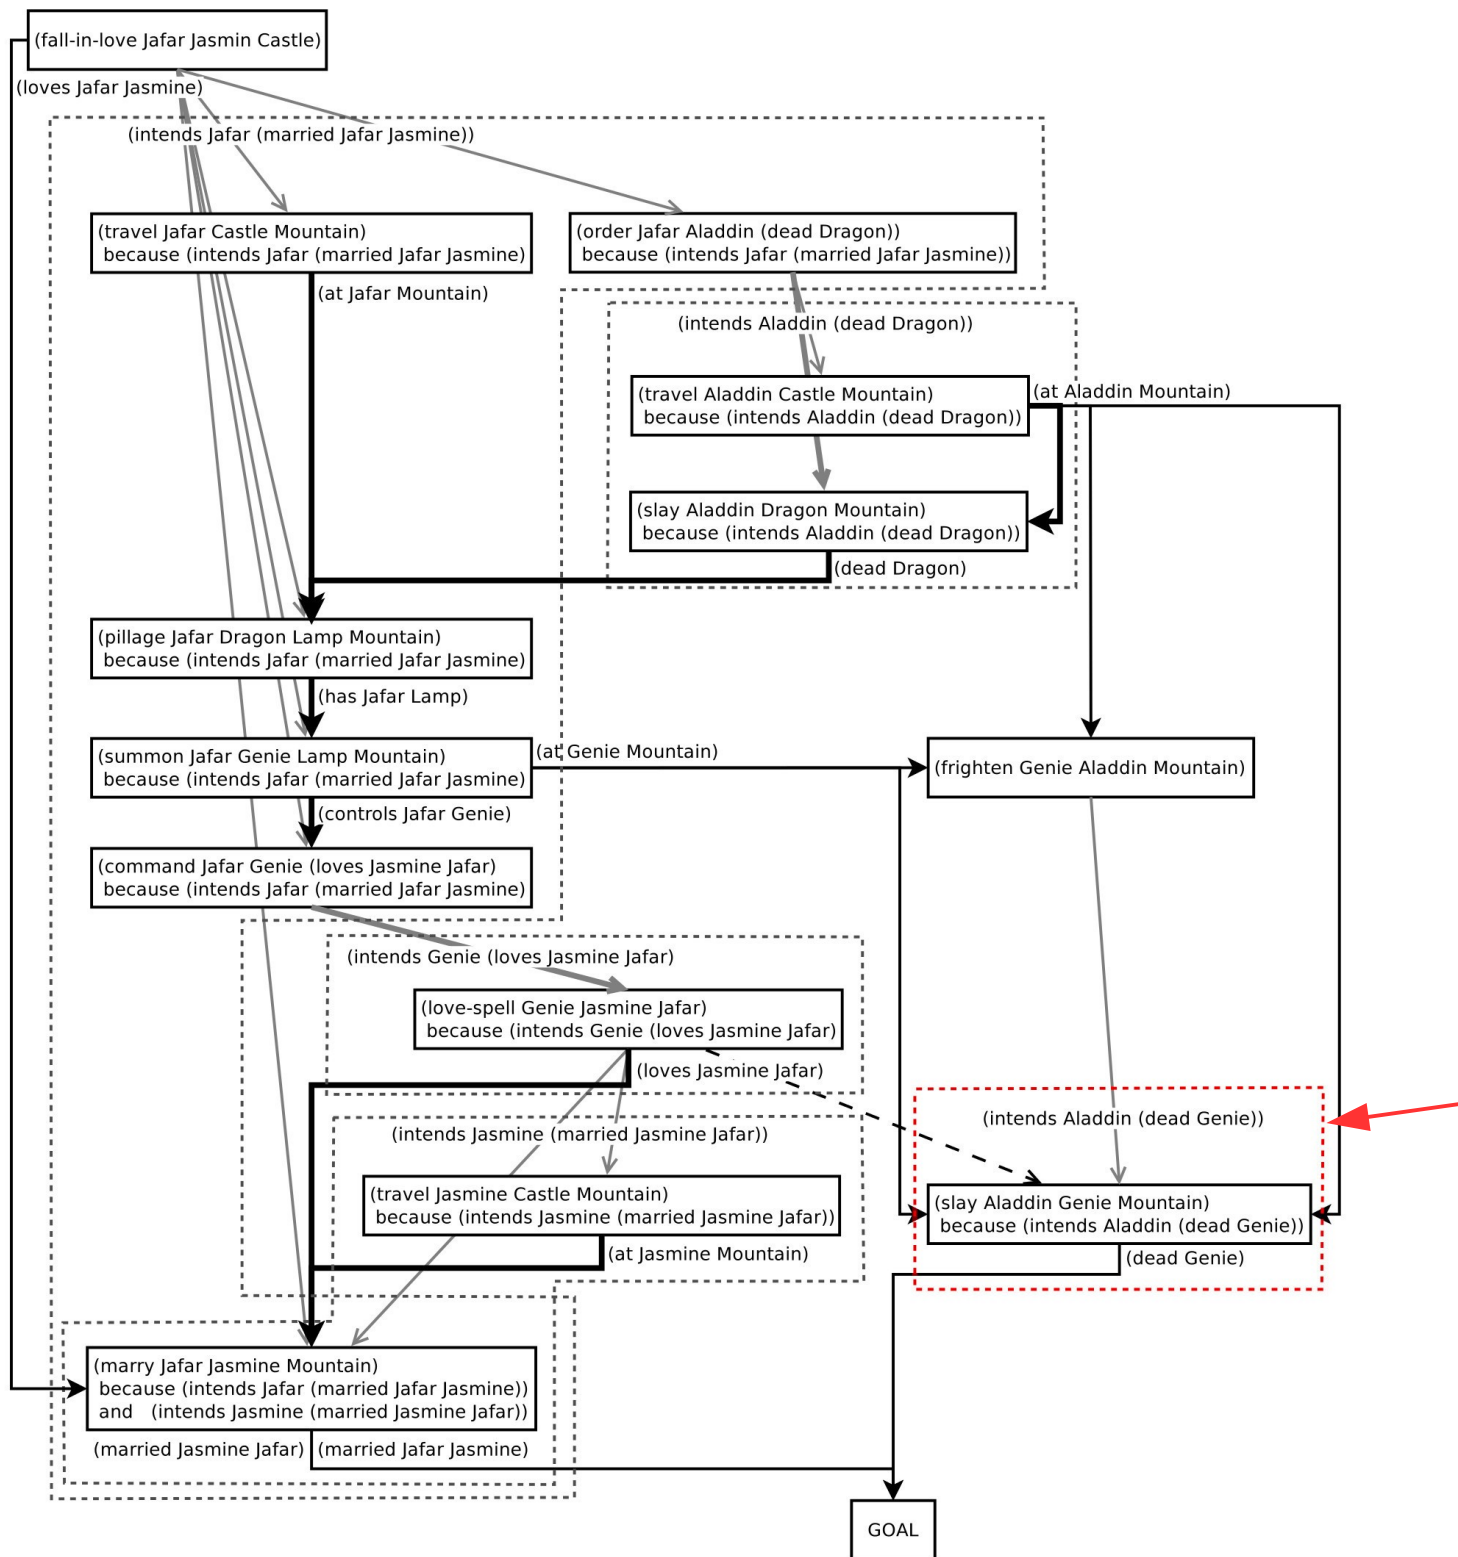 (fall-in-love Jafar Jasmin Castle)
(loves Jafar Jasmine)
(intends Jafar (married Jafar Jasmine))
(travel Jafar Castle Mountain)
because (intends Jafar (married Jafar Jasmine)
(order Jafar Aladdin (dead Dragon))
because (intends Jafar (married Jafar Jasmine))
(at Jafar Mountain)
(intends Aladdin (dead Dragon))
(travel Aladdin Castle Mountain)
because (intends Aladdin (dead Dragon))
(at Aladdin Mountain)
(slay Aladdin Dragon Mountain)
because (intends Aladdin (dead Dragon))
(dead Dragon)
(pillage Jafar Dragon Lamp Mountain)
because (intends Jafar (married Jafar Jasmine)
(has Jafar Lamp)
(summon Jafar Genie Lamp Mountain)
because (intends Jafar (married Jafar Jasmine)
(at Genie Mountain)
(frighten Genie Aladdin Mountain)
(controls Jafar Genie)
(command Jafar Genie (loves Jasmine Jafar)
because (intends Jafar (married Jafar Jasmine)
(intends Genie (loves Jasmine Jafar)
(love-spell Genie Jasmine Jafar)
because (intends Genie (loves Jasmine Jafar)
(loves Jasmine Jafar)
(intends Jasmine (married Jasmine Jafar))
(intends Aladdin (dead Genie))
(travel Jasmine Castle Mountain)
because (intends Jasmine (married Jasmine Jafar))
(slay Aladdin Genie Mountain)
because (intends Aladdin (dead Genie))
(at Jasmine Mountain)
(dead Genie)
(marry Jafar Jasmine Mountain)
because (intends Jafar (married Jafar Jasmine))
and (intends Jasmine (married Jasmine Jafar))
(married Jasmine Jafar)
(married Jafar Jasmine)
GOAL